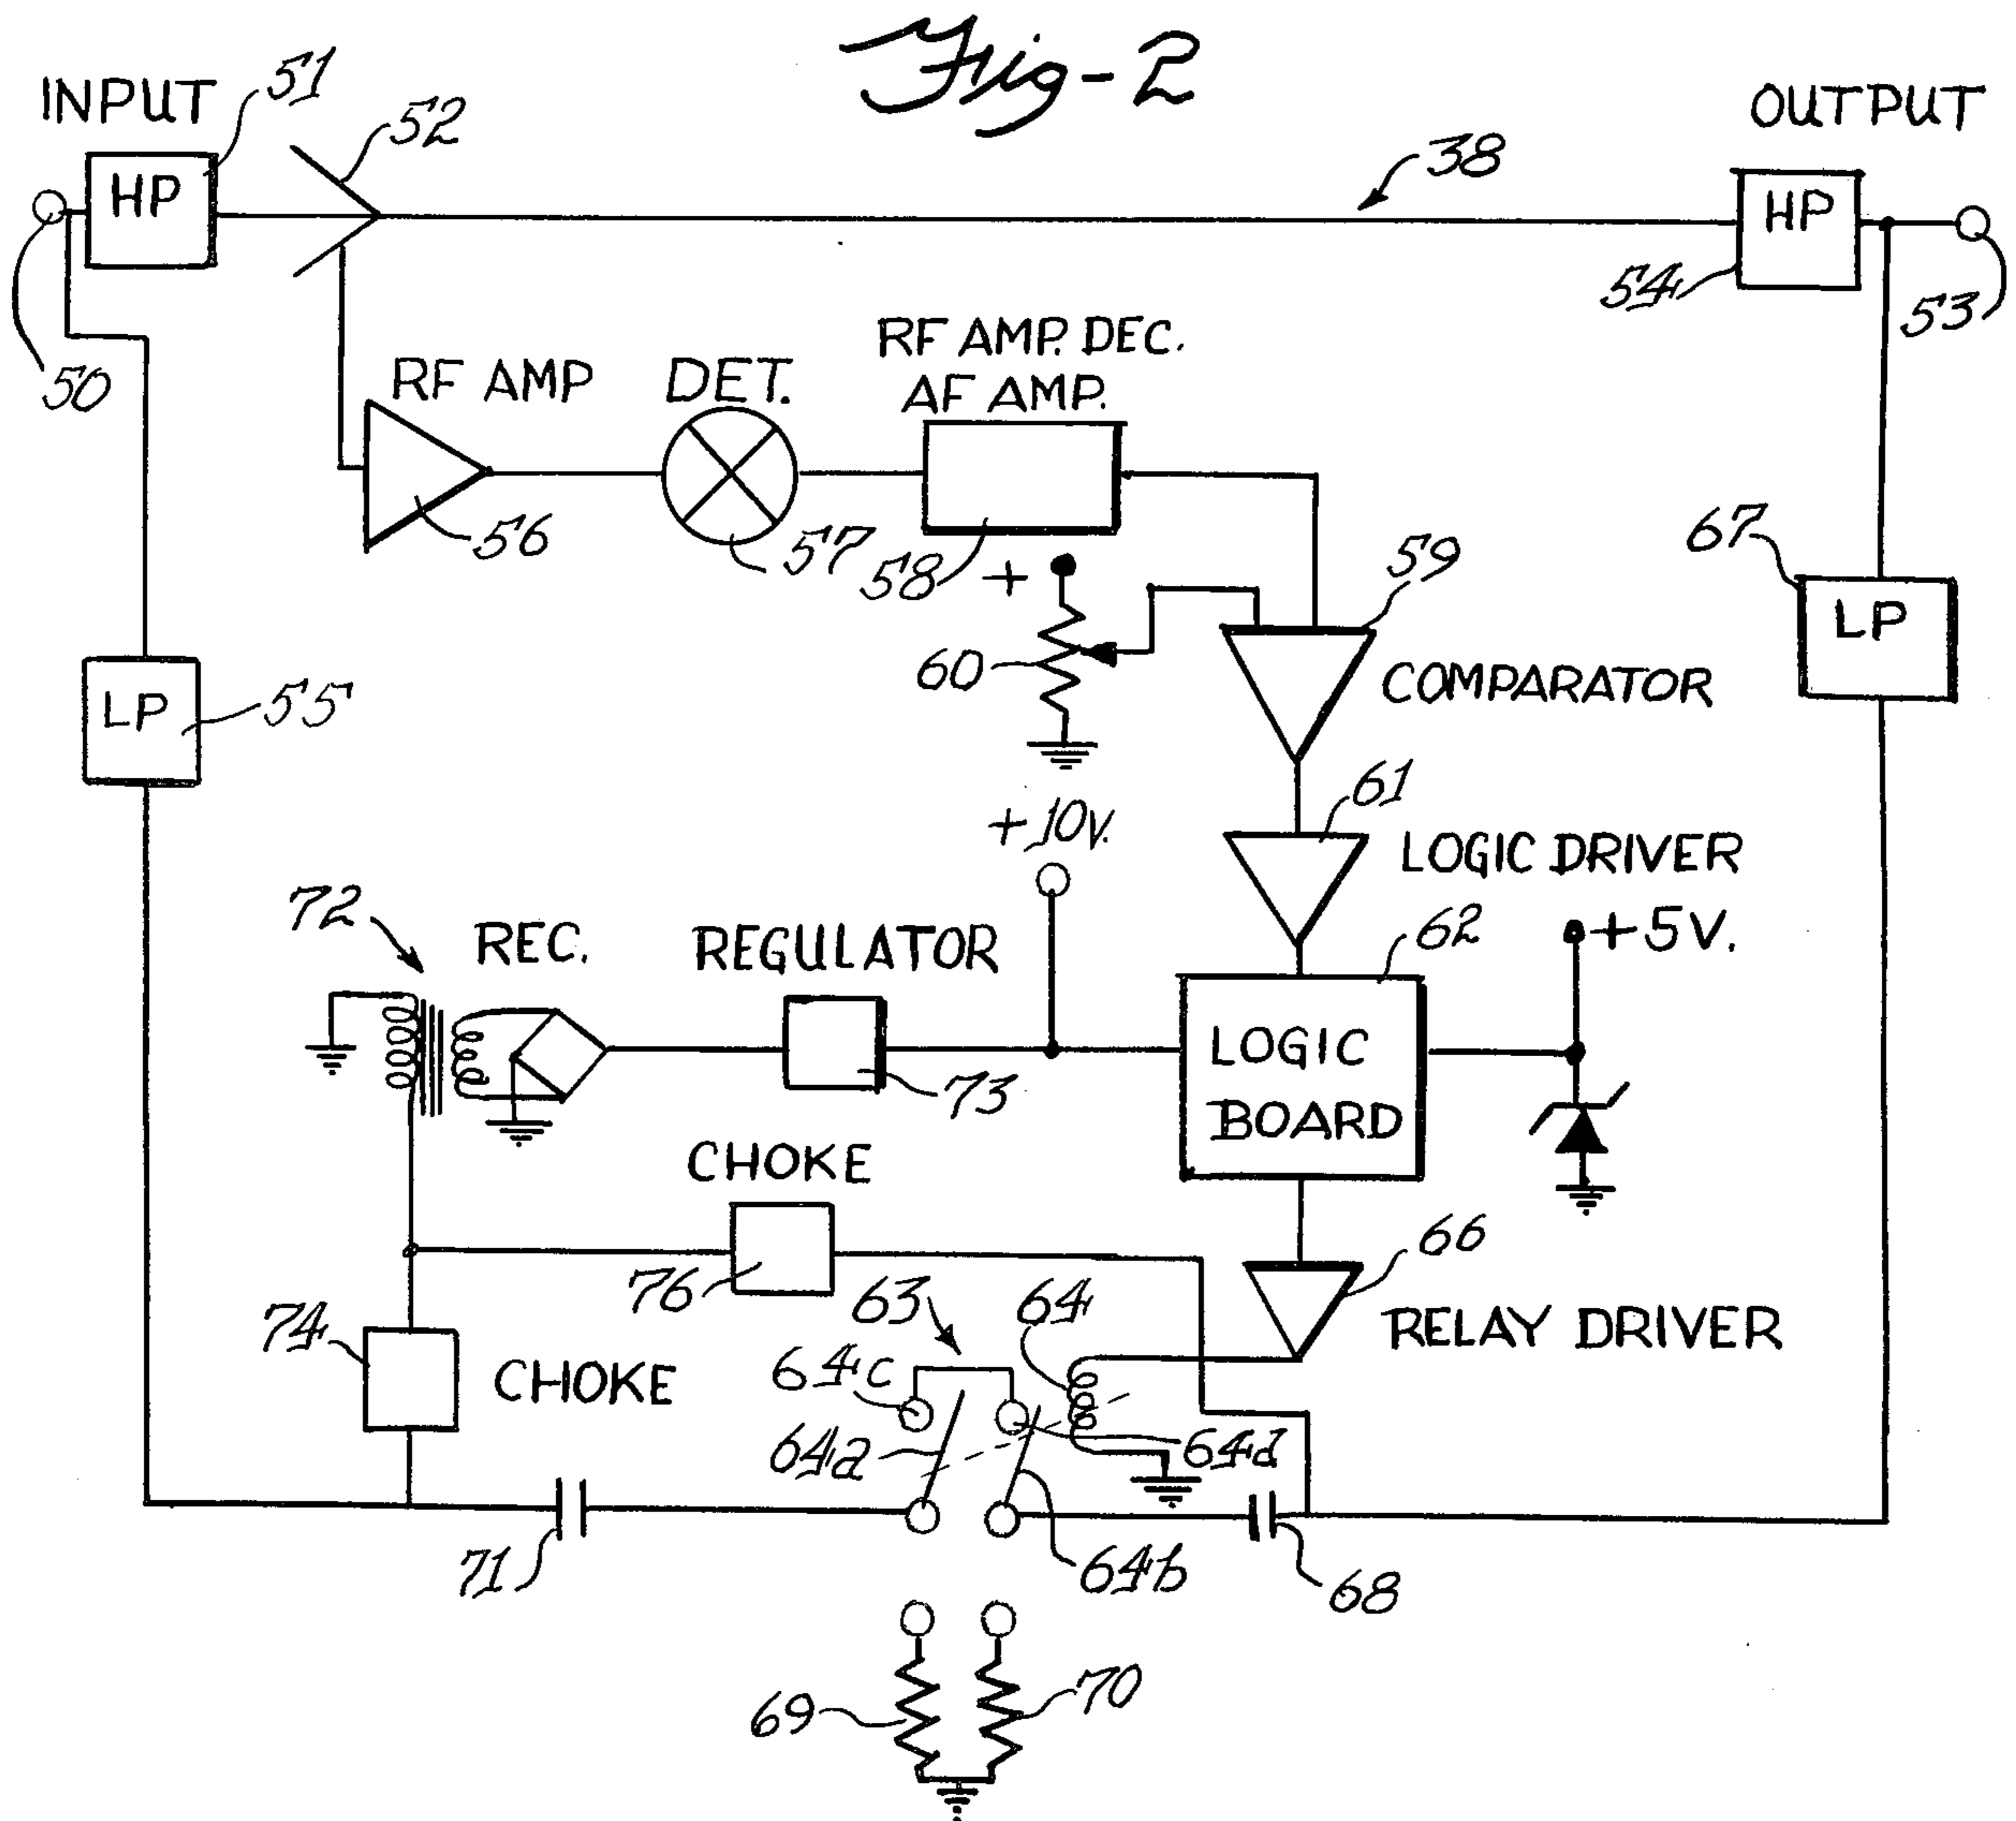 Fig-2
INPUT
51
52
OUTPUT
HP
38
HP
50
54
53
RF AMP
DET.
RF AMP. DEC.
AF AMP.
56
57
58
59
67
+
60
COMPARATOR
LP
LP
55
61
+10V.
LOGIC DRIVER
72
REC.
REGULATOR
62
+5V.
73
LOGIC
BOARD
CHOKE
76
63
64
66
RELAY DRIVER
74
CHOKE
64c
64a
64d
71
64b
68
69
70